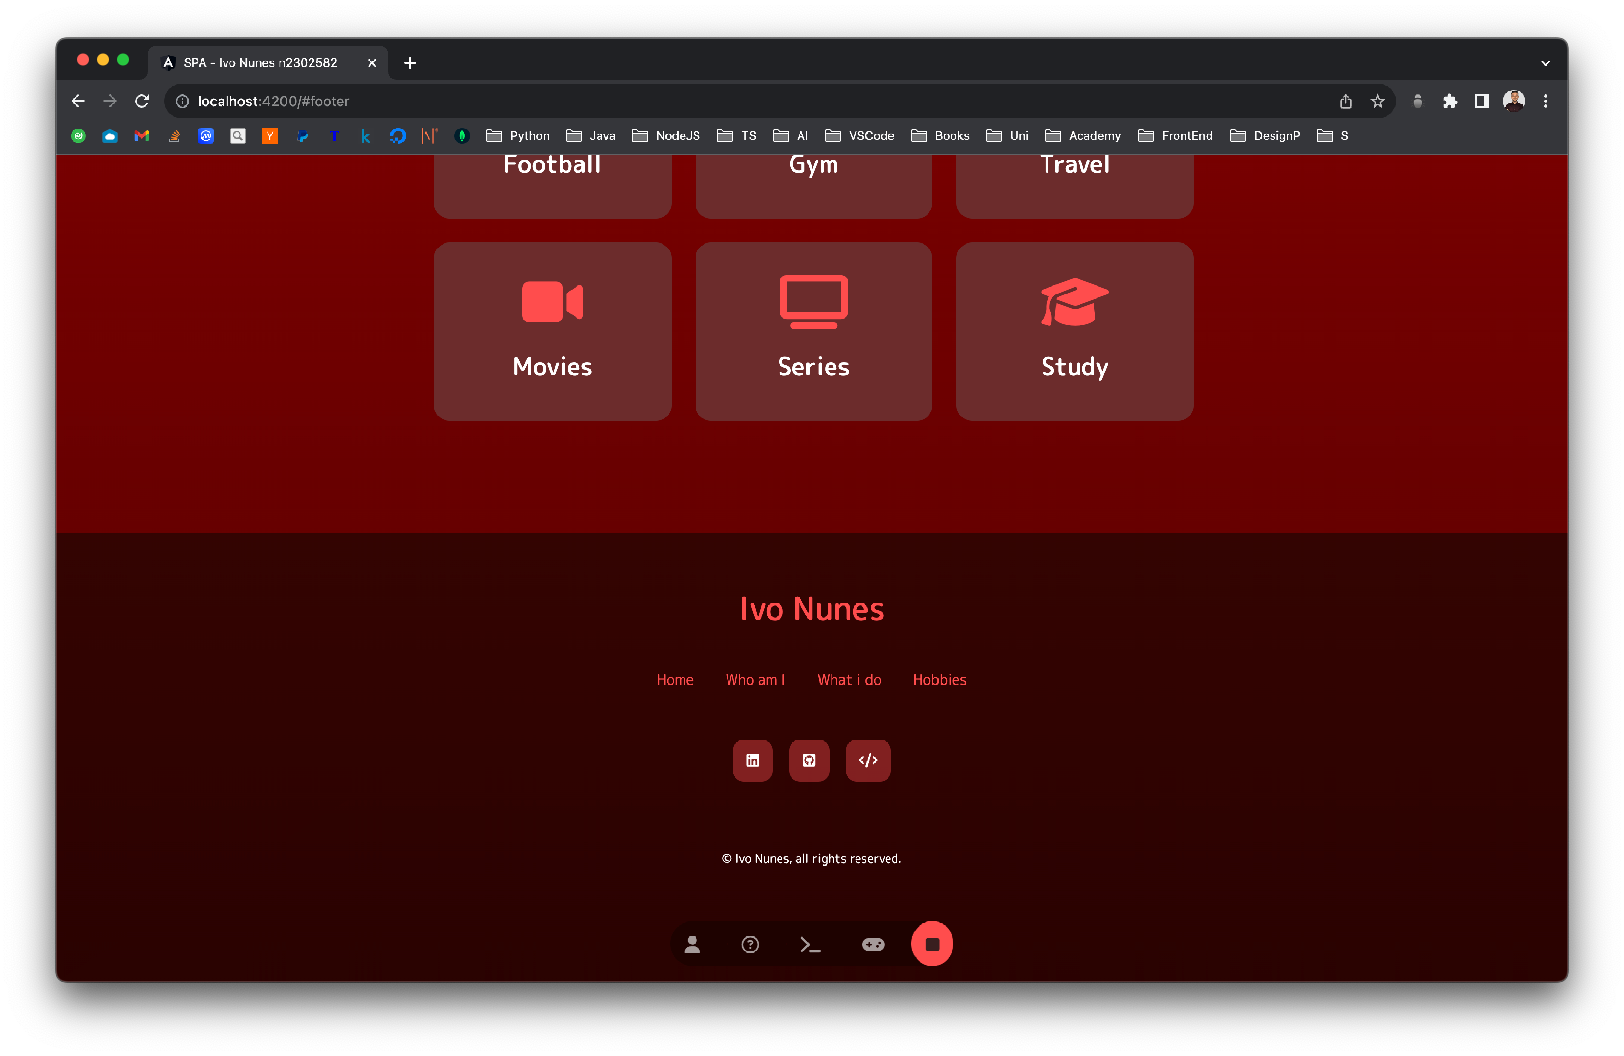 SPA - Ivo Nunes n2302582
localhost:4200/#footer
Python Java NodeJS TS AI VSCode Books Uni Academy FrontEnd DesignP S
Football Gym Travel
Movies Series Study
Ivo Nunes
Home Who am I What i do Hobbies
© Ivo Nunes, all rights reserved.